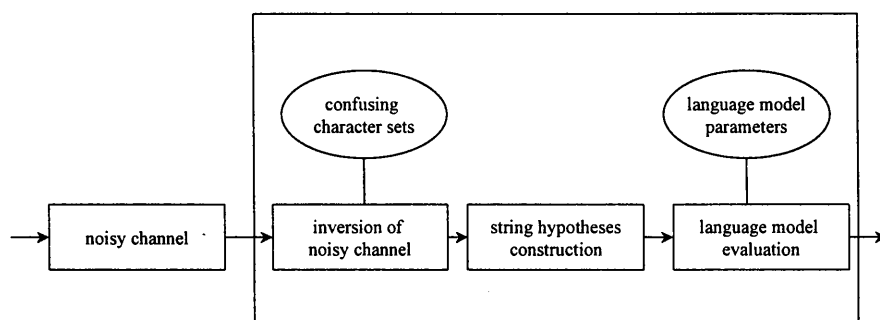 confusing
character sets
language model
parameters
noisy channel
inversion of
noisy channel
string hypotheses
construction
language model
evaluation